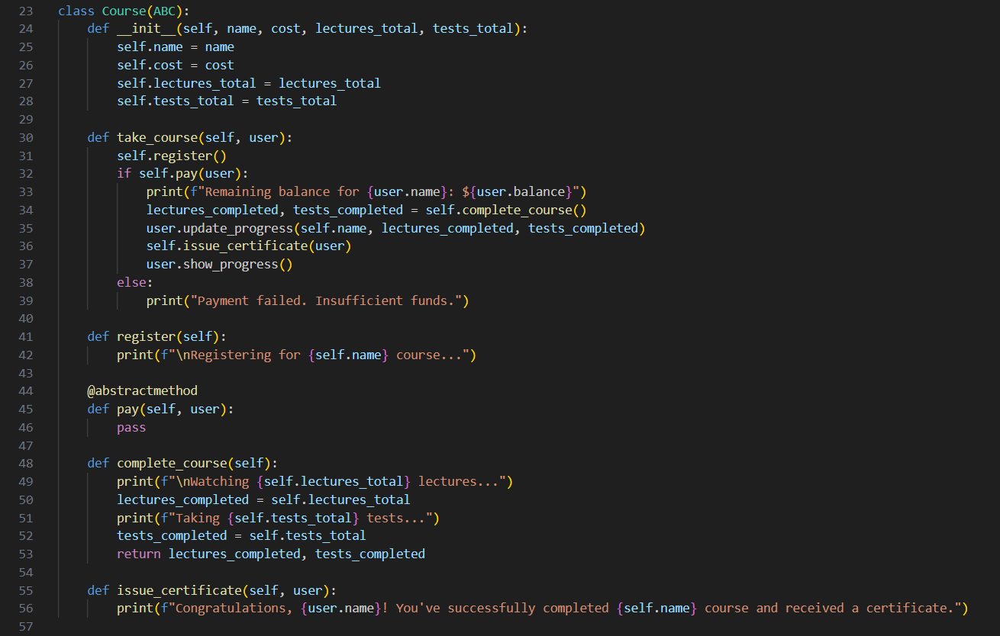 23 class Course(ABC):
24     def __init__(self, name, cost, lectures_total, tests_total):
25         self.name = name
26         self.cost = cost
27         self.lectures_total = lectures_total
28         self.tests_total = tests_total
29
30     def take_course(self, user):
31         self.register()
32         if self.pay(user):
33             print(f"Remaining balance for {user.name}: ${user.balance}")
34             lectures_completed, tests_completed = self.complete_course()
35             user.update_progress(self.name, lectures_completed, tests_completed)
36             self.issue_certificate(user)
37             user.show_progress()
38         else:
39             print("Payment failed. Insufficient funds.")
40
41     def register(self):
42         print(f"\nRegistering for {self.name} course...")
43
44     @abstractmethod
45     def pay(self, user):
46         pass
47
48     def complete_course(self):
49         print(f"\nWatching {self.lectures_total} lectures...")
50         lectures_completed = self.lectures_total
51         print(f"Taking {self.tests_total} tests...")
52         tests_completed = self.tests_total
53         return lectures_completed, tests_completed
54
55     def issue_certificate(self, user):
56         print(f"Congratulations, {user.name}! You've successfully completed {self.name} course and received a certificate.")
57